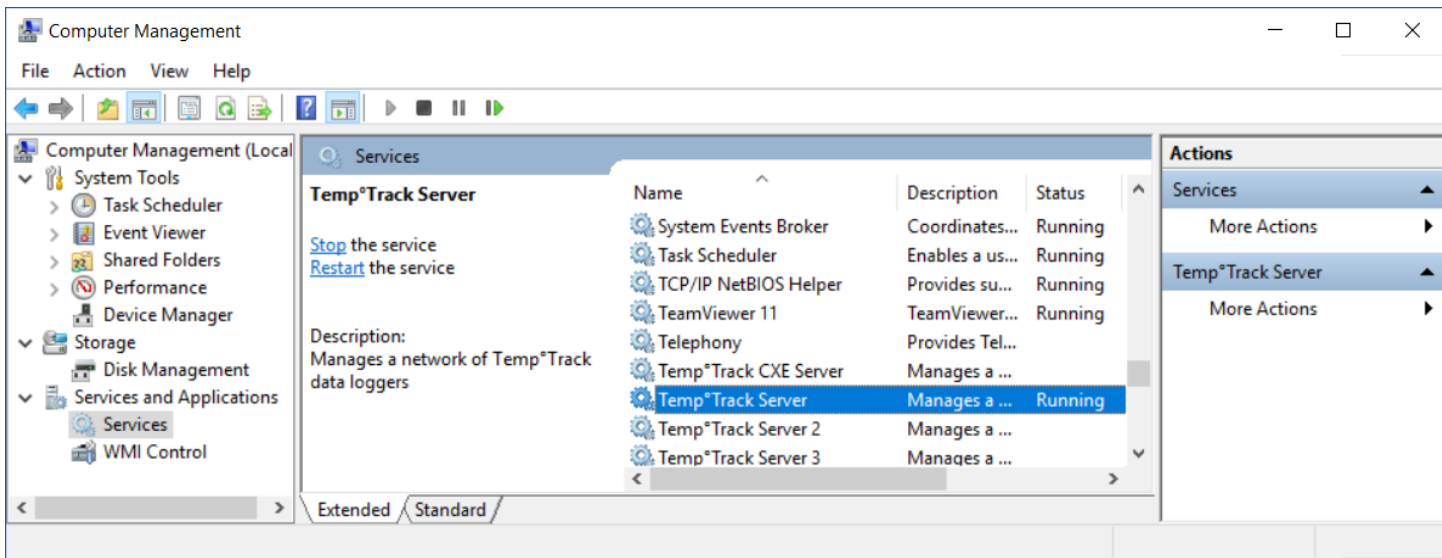 Computer Management
File Action View Help
Computer Management (Local
System Tools
Task Scheduler
Event Viewer
Shared Folders
Performance
Device Manager
Storage
Disk Management
Services and Applications
Services
WMI Control
Services
Temp°Track Server
Stop the service
Restart the service
Description:
Manages a network of Temp°Track
data loggers
Name Description Status
System Events Broker Coordinates... Running
Task Scheduler Enables a us... Running
TCP/IP NetBIOS Helper Provides su... Running
TeamViewer 11 TeamViewer... Running
Telephony Provides Tel...
Temp°Track CXE Server Manages a ...
Temp°Track Server Manages a ... Running
Temp°Track Server 2 Manages a ...
Temp°Track Server 3 Manages a ...
Extended Standard
Actions
Services
More Actions
Temp°Track Server
More Actions